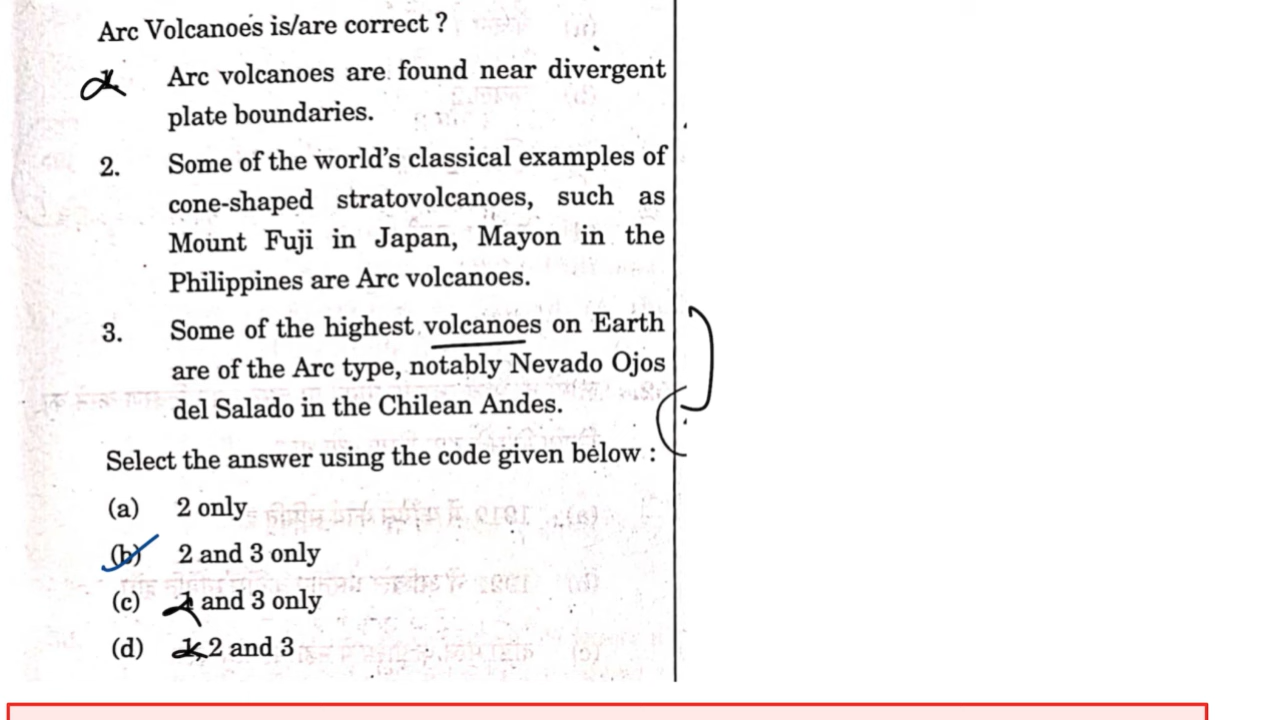 Arc Volcanoes is/are correct ?
Arc volcanoes are found near divergent
plate boundaries.
2. Some of the world's classical examples of
cone-shaped stratovolcanoes, such as
Mount Fuji in Japan, Mayon in the
Philippines are Arc volcanoes.
3. Some of the highest volcanoes on Earth
are of the Arc type, notably Nevado Ojos
del Salado in the Chilean Andes.
Select the answer using the code given below :
(a) 2 only
(b) 2 and 3 only
(c) 1 and 3 only
(d) 1, 2 and 3